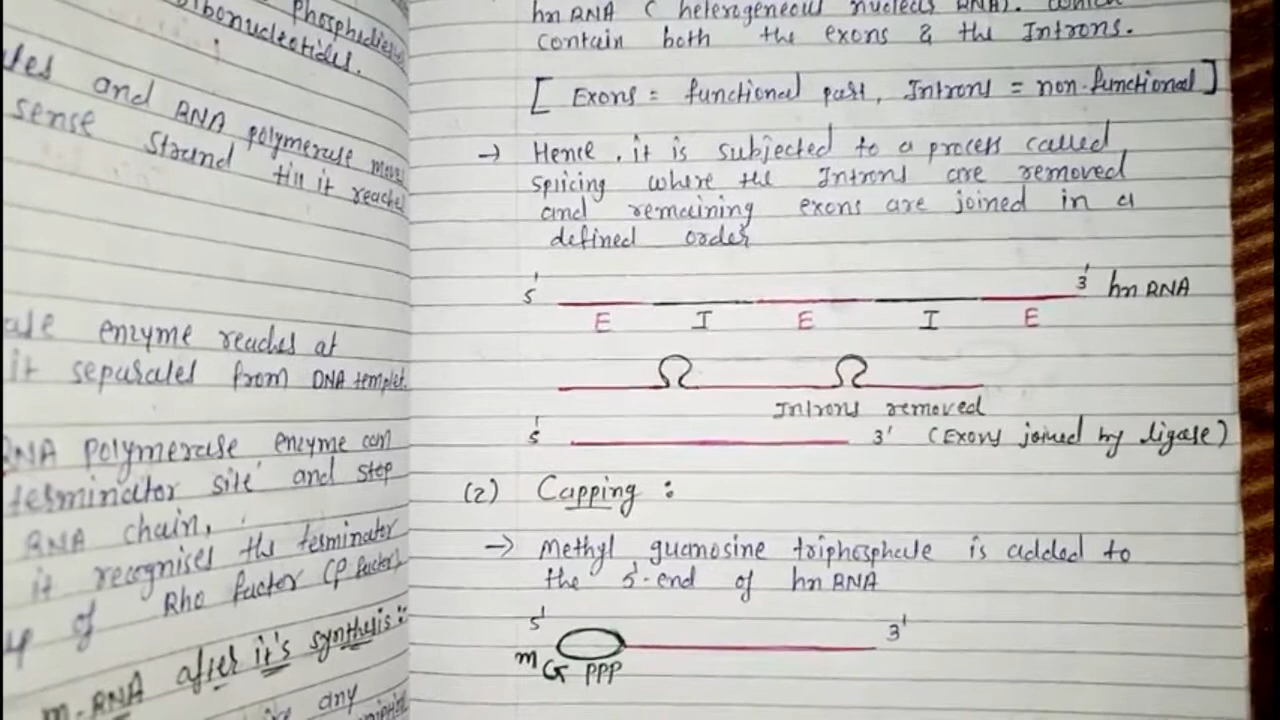 Phosphodies
ibonucleotides.
tes and RNA polymerase moves
sense strand till it reaches
ase enzyme reaches at
it separates from DNA templet.
RNA polymerase enzyme can
terminator site and stop
RNA chain,
it recognises the terminator
of Rho factor (ρ factor).
m-RNA after it's synthesis:
any
hn RNA ( heterogeneous nucleus RNA). which
contain both the exons & the Introns.
[ Exons = functional part, Introns = non-functional ]
→ Hence, it is subjected to a process called
splicing where the Introns are removed
and remaining exons are joined in a
defined order
5' 3' hn RNA
E I E I E
Introns removed
5' 3' (Exons joined by ligase)
(2) Capping :
→ Methyl guanosine triphosphate is added to
the 5'-end of hn RNA
5' 3'
m G PPP